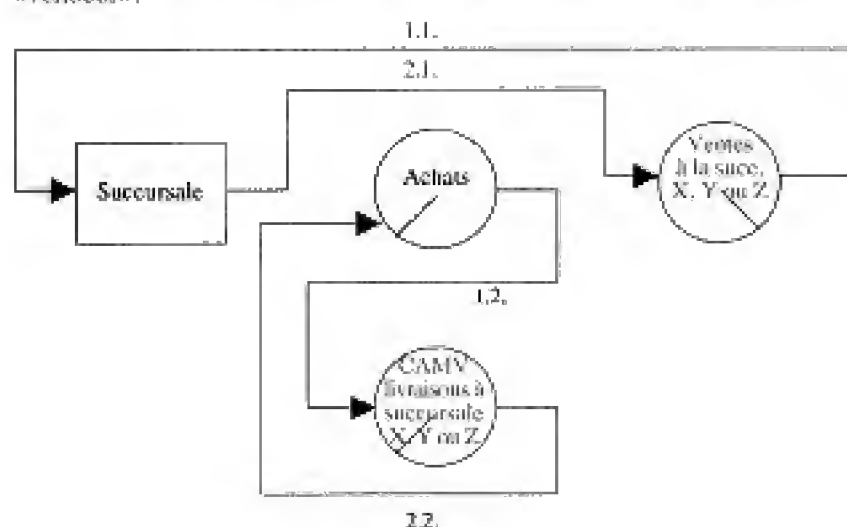 1.1.
2.1.
Succursale
Achats
Ventes
à la succ.
X, Y ou Z
1.2.
CAMV
livraisons à
succursale
X, Y ou Z
2.2.